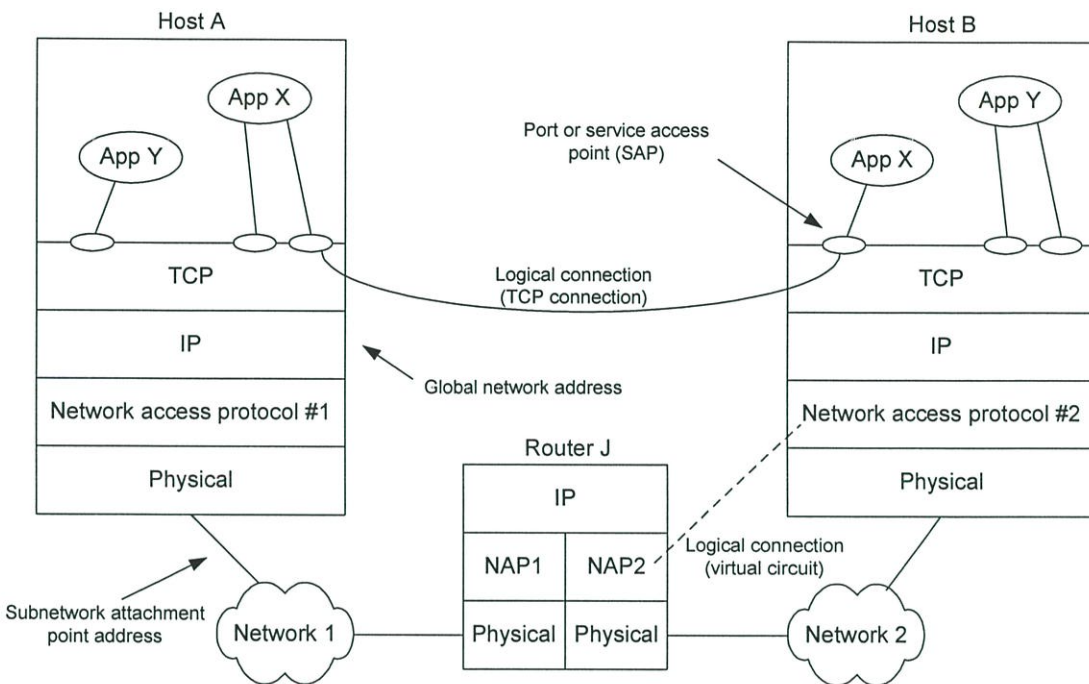 Host A
Host B
App X
App Y
App Y
Port or service access
point (SAP)
App X
TCP
Logical connection
(TCP connection)
TCP
IP
IP
Global network address
Network access protocol #1
Network access protocol #2
Router J
Physical
Physical
IP
NAP1
NAP2
Logical connection
(virtual circuit)
Subnetwork attachment
point address
Network 1
Physical
Physical
Network 2